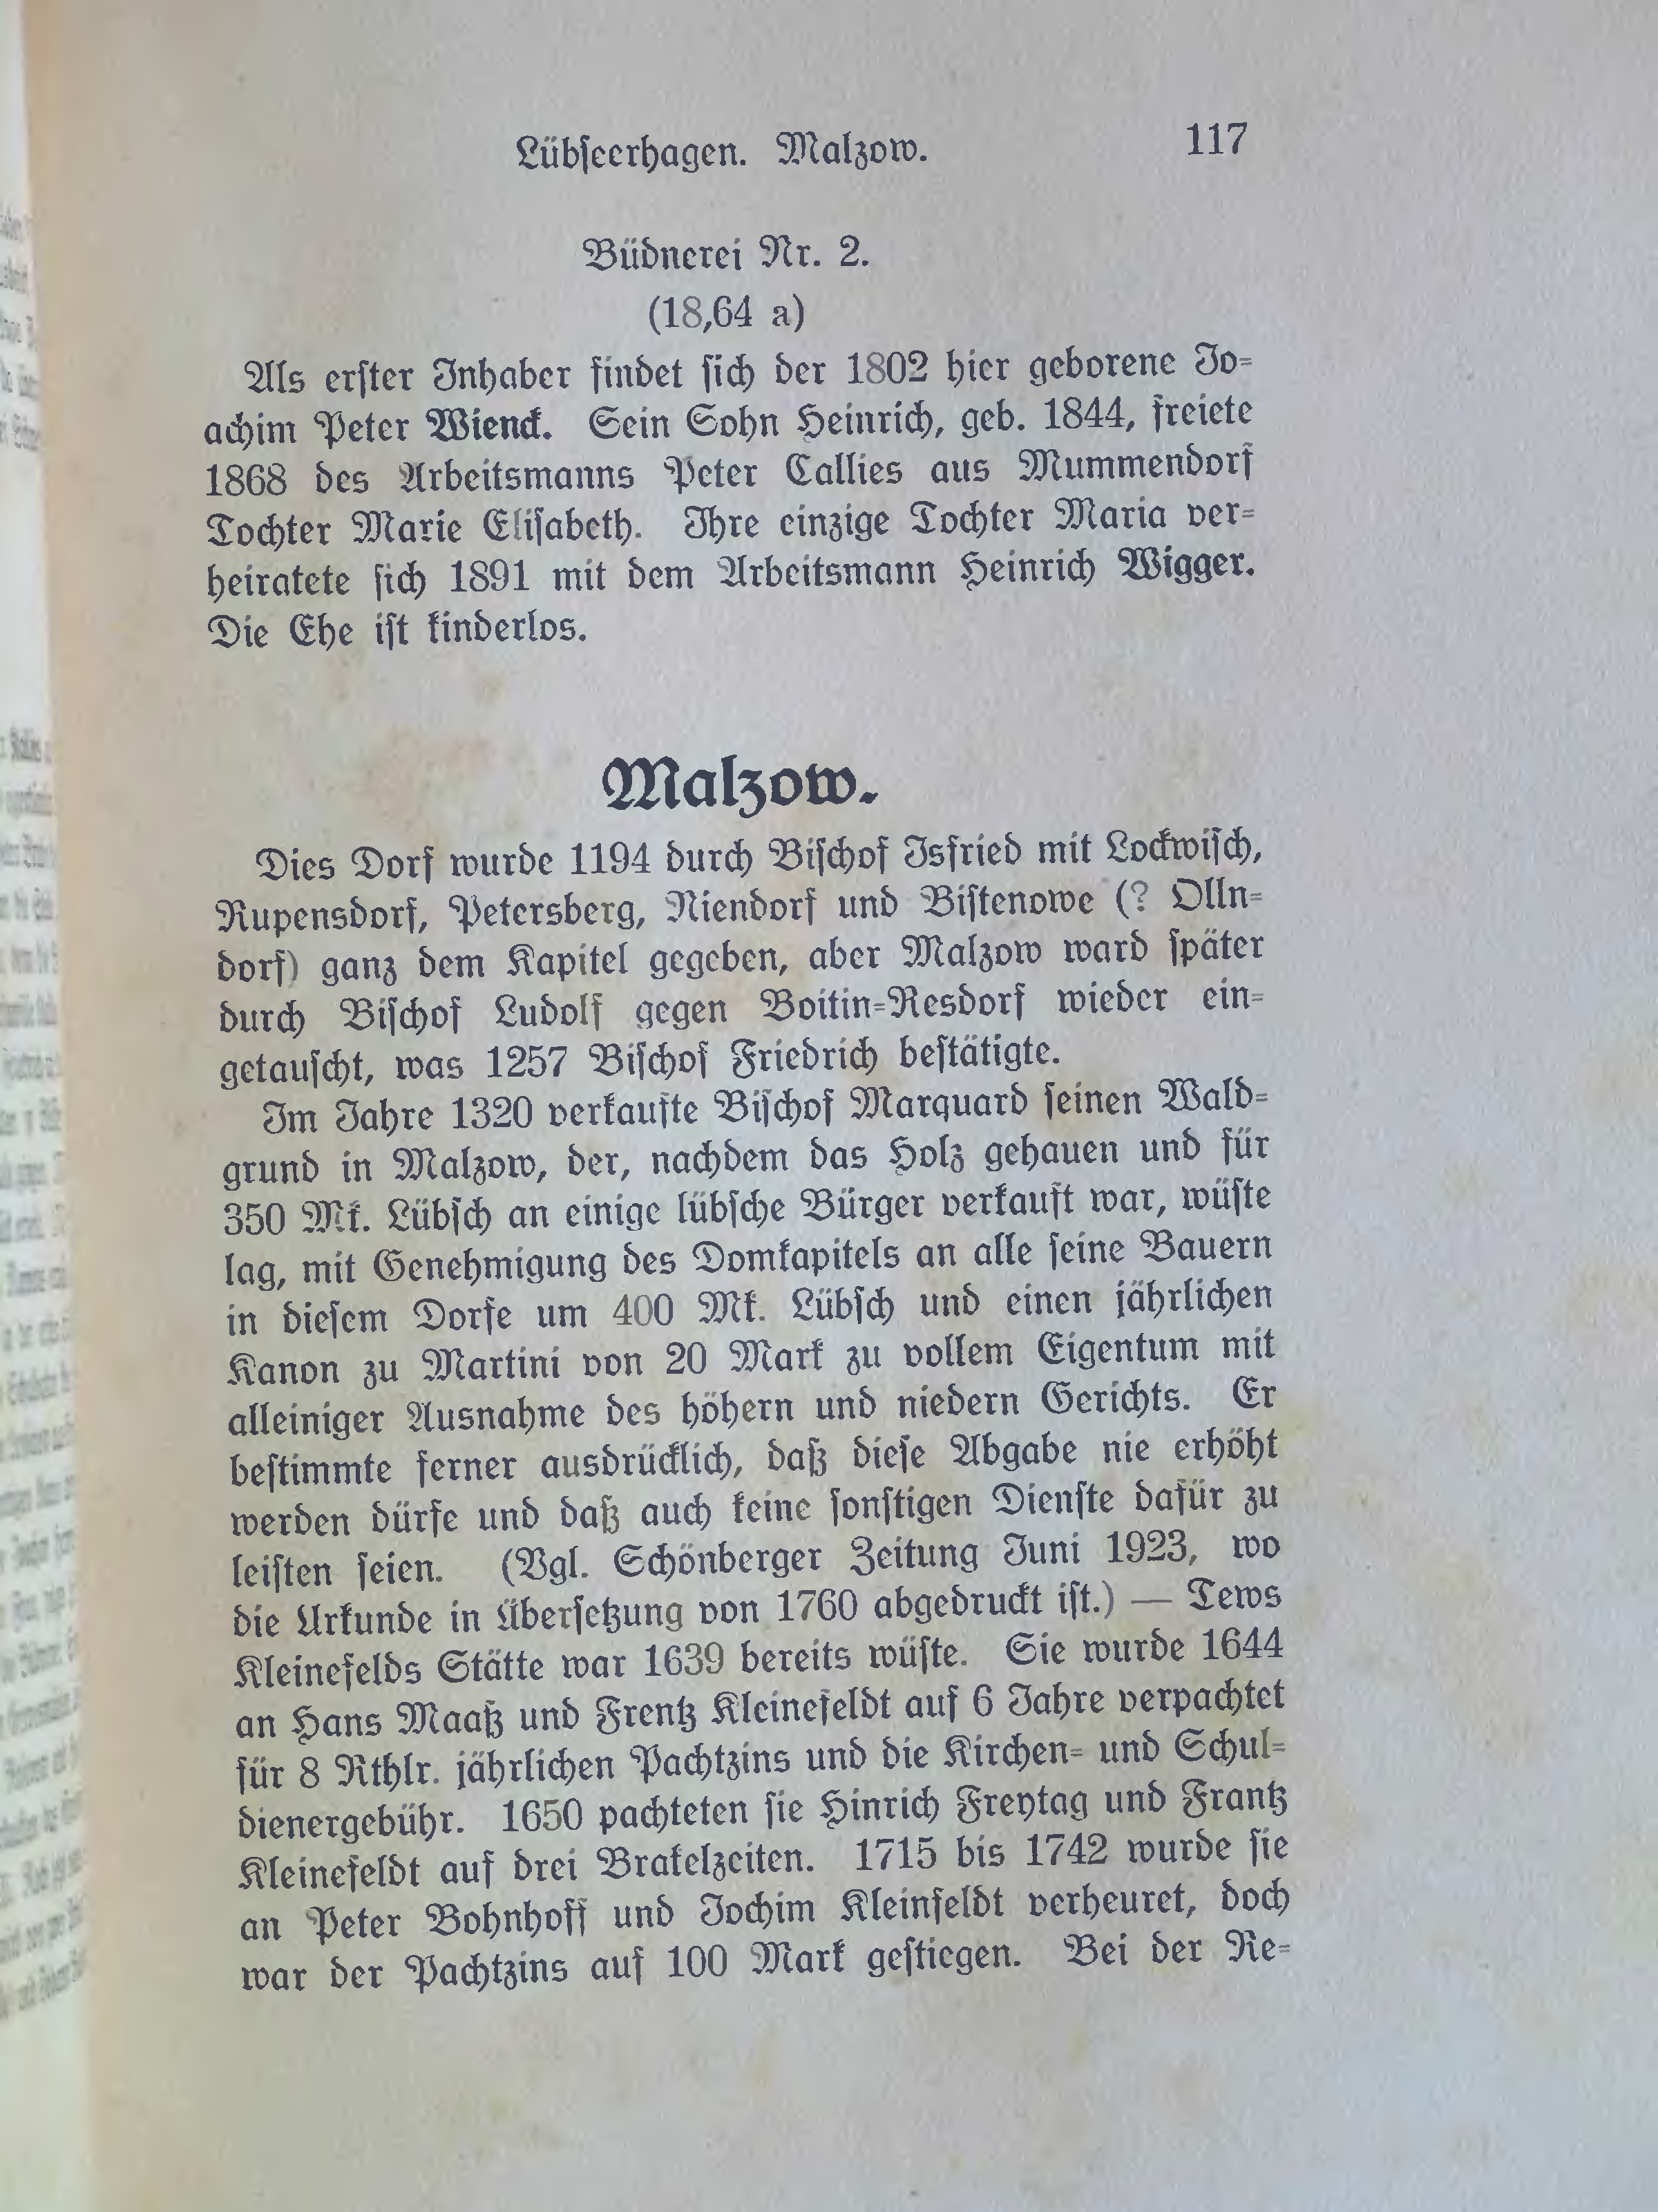 Lübseerhagen. Malzow. 117
Büdnerei Nr. 2.
(18,64 a)
Als erster Inhaber findet sich der 1802 hier geborene Jo-
achim Peter Wienck. Sein Sohn Heinrich, geb. 1844, freiete
1868 des Arbeitsmanns Peter Callies aus Mummendorf
Tochter Marie Elisabeth. Ihre einzige Tochter Maria ver-
heiratete sich 1891 mit dem Arbeitsmann Heinrich Wigger.
Die Ehe ist kinderlos.
Malzow.
Dies Dorf wurde 1194 durch Bischof Isfried mit Lockwisch,
Rupensdorf, Petersberg, Niendorf und Bistenowe (? Olln-
dorf) ganz dem Kapitel gegeben, aber Malzow ward später
durch Bischof Ludolf gegen Boitin-Resdorf wieder ein-
getauscht, was 1257 Bischof Friedrich bestätigte.
Im Jahre 1320 verkaufte Bischof Marquard seinen Wald-
grund in Malzow, der, nachdem das Holz gehauen und für
350 Mk. Lübsch an einige lübsche Bürger verkauft war, wüste
lag, mit Genehmigung des Domkapitels an alle seine Bauern
in diesem Dorfe um 400 Mk. Lübsch und einen jährlichen
Kanon zu Martini von 20 Mark zu vollem Eigentum mit
alleiniger Ausnahme des höhern und niedern Gerichts. Er
bestimmte ferner ausdrücklich, daß diese Abgabe nie erhöht
werden dürfe und daß auch keine sonstigen Dienste dafür zu
leisten seien. (Vgl. Schönberger Zeitung Juni 1923, wo
die Urkunde in Übersetzung von 1760 abgedruckt ist.) — Tews
Kleinefelds Stätte war 1639 bereits wüste. Sie wurde 1644
an Hans Maaß und Frentz Kleinefeldt auf 6 Jahre verpachtet
für 8 Rthlr. jährlichen Pachtzins und die Kirchen- und Schul-
dienergebühr. 1650 pachteten sie Hinrich Freytag und Frantz
Kleinefeldt auf drei Brakelzeiten. 1715 bis 1742 wurde sie
an Peter Bohnhoff und Jochim Kleinfeldt verheuret, doch
war der Pachtzins auf 100 Mark gestiegen. Bei der Re-